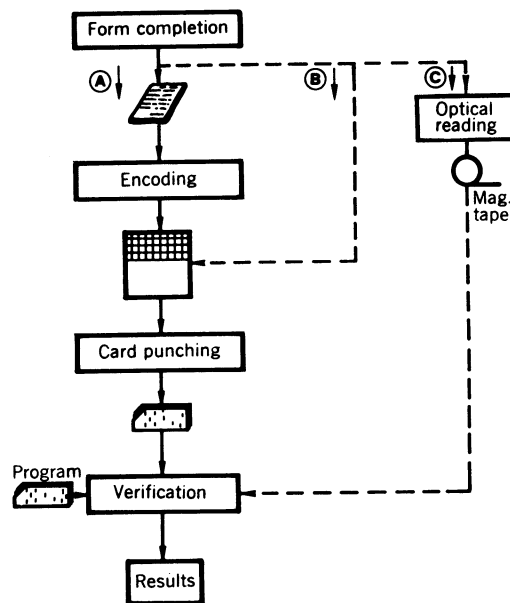 Form completion
A
B
C
Optical
reading
Encoding
Mag.
tape
Card punching
Program
Verification
Results